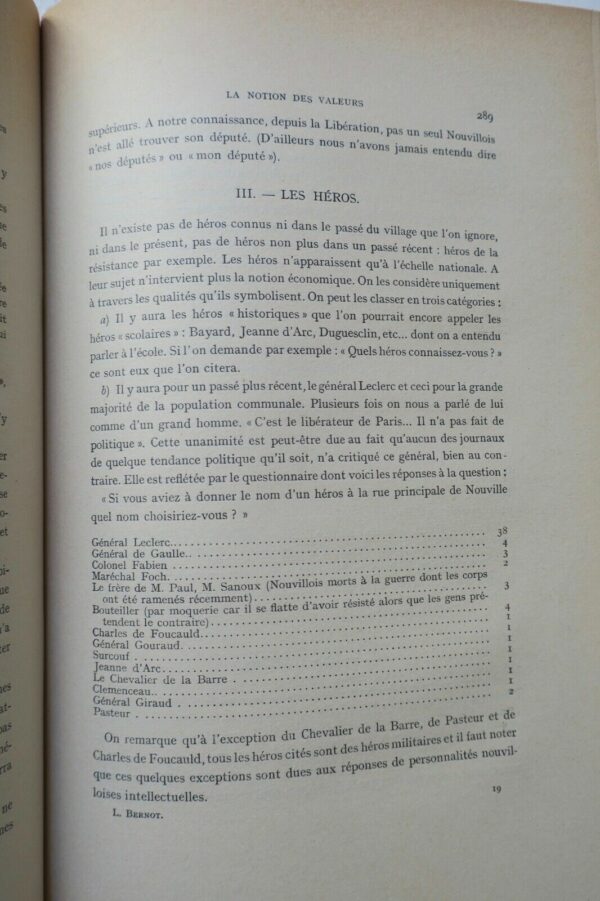 LA NOTION DES VALEURS
289
supérieurs. A notre connaissance, depuis la Libération, pas un seul Nouvillois
n'est allé trouver son député. (D'ailleurs nous n'avons jamais entendu dire
« nos députés » ou « mon député »).
III. — LES HÉROS.
Il n'existe pas de héros connus ni dans le passé du village que l'on ignore,
ni dans le présent, pas de héros non plus dans un passé récent : héros de la
résistance par exemple. Les héros n'apparaissent qu'à l'échelle nationale. A
leur sujet n'intervient plus la notion économique. On les considère uniquement
à travers les qualités qu'ils symbolisent. On peut les classer en trois catégories :
a) Il y aura les héros « historiques » que l'on pourrait encore appeler les
héros « scolaires » : Bayard, Jeanne d'Arc, Duguesclin, etc... dont on a entendu
parler à l'école. Si l'on demande par exemple : « Quels héros connaissez-vous ? »
ce sont eux que l'on citera.
b) Il y aura pour un passé plus récent, le général Leclerc et ceci pour la grande
majorité de la population communale. Plusieurs fois on nous a parlé de lui
comme d'un grand homme. « C'est le libérateur de Paris... Il n'a pas fait de
politique ». Cette unanimité est peut-être due au fait qu'aucun des journaux
de quelque tendance politique qu'il soit, n'a critiqué ce général, bien au con-
traire. Elle est reflétée par le questionnaire dont voici les réponses à la question :
« Si vous aviez à donner le nom d'un héros à la rue principale de Nouville
quel nom choisiriez-vous ? »
Général Leclerc................ 38
Général de Gaulle................ 4
Colonel Fabien................ 3
Maréchal Foch................ 2
Le frère de M. Paul, M. Sanoux (Nouvillois morts à la guerre dont les corps
ont été ramenés récemment)................ 3
Bouteiller (par moquerie car il se flatte d'avoir résisté alors que les gens pré-
tendent le contraire)................ 4
Charles de Foucauld................ 1
Général Gouraud................ 1
Surcouf................ 1
Jeanne d'Arc................ 1
Le Chevalier de la Barre................ 1
Clemenceau................ 1
Général Giraud................ 1
Pasteur................ 2
On remarque qu'à l'exception du Chevalier de la Barre, de Pasteur et de
Charles de Foucauld, tous les héros cités sont des héros militaires et il faut noter
que ces quelques exceptions sont dues aux réponses de personnalités nouvil-
loises intellectuelles.
L. BERNOT.
19